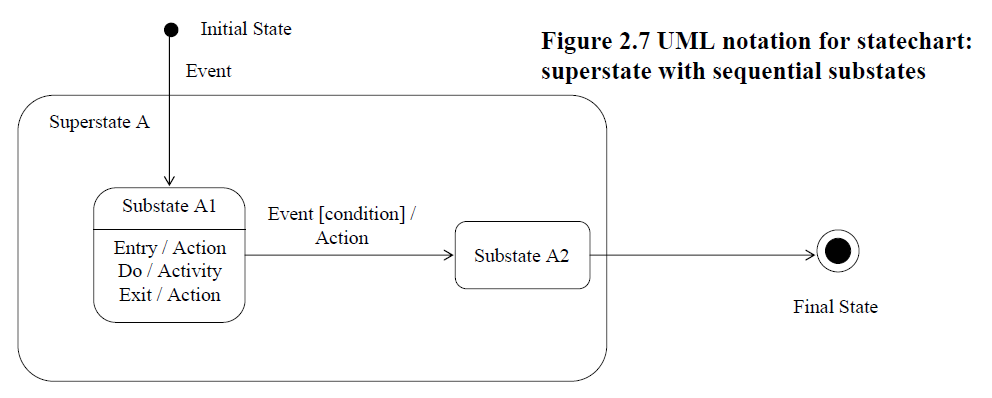 Initial State
Figure 2.7 UML notation for statechart:
superstate with sequential substates
Event
Superstate A
Substate A1
Entry / Action
Do / Activity
Exit / Action
Event [condition] /
Action
Substate A2
Final State